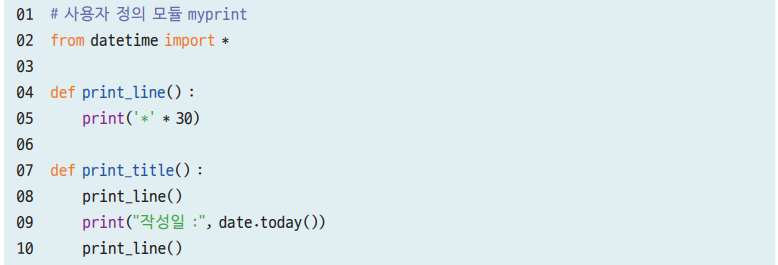 01 # 사용자 정의 모듈 myprint
02 from datetime import *
03
04 def print_line() :
05     print('*' * 30)
06
07 def print_title() :
08     print_line()
09     print("작성일 :", date.today())
10     print_line()